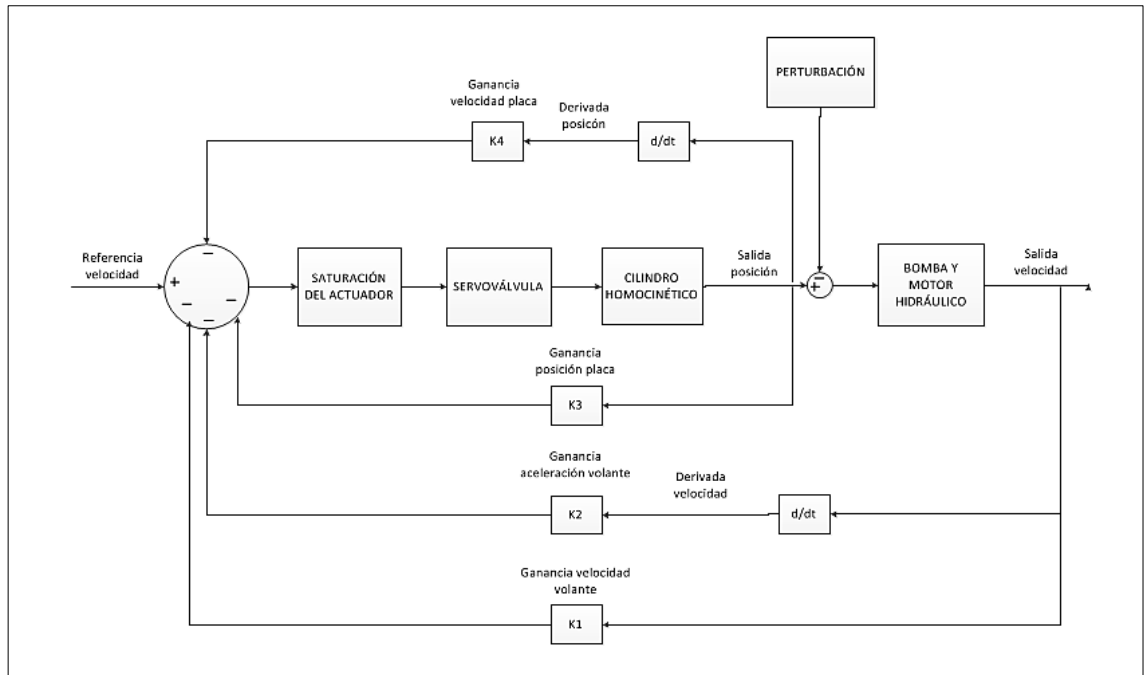 PERTURBACIÓN
Ganancia
velocidad placa
Derivada
posicón
K4
d/dt
Referencia
velocidad
+
−
−
−
−
SATURACIÓN
DEL ACTUADOR
SERVOVÁLVULA
CILINDRO
HOMOCINÉTICO
Salida
posición
−
+
BOMBA Y
MOTOR
HIDRÁULICO
Salida
velocidad
Ganancia
posición placa
K3
Ganancia
aceleración volante
Derivada
velocidad
K2
d/dt
Ganancia velocidad
volante
K1